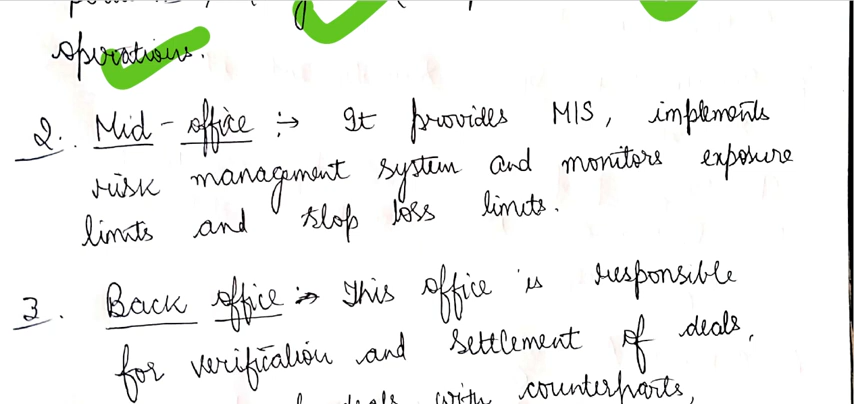 operations.
2. Mid-office :→ It provides MIS, implements
risk management system and monitors exposure
limits and stop loss limits.
3. Back office :→ This office is responsible
for verification and settlement of deals,
deals with counterparts,